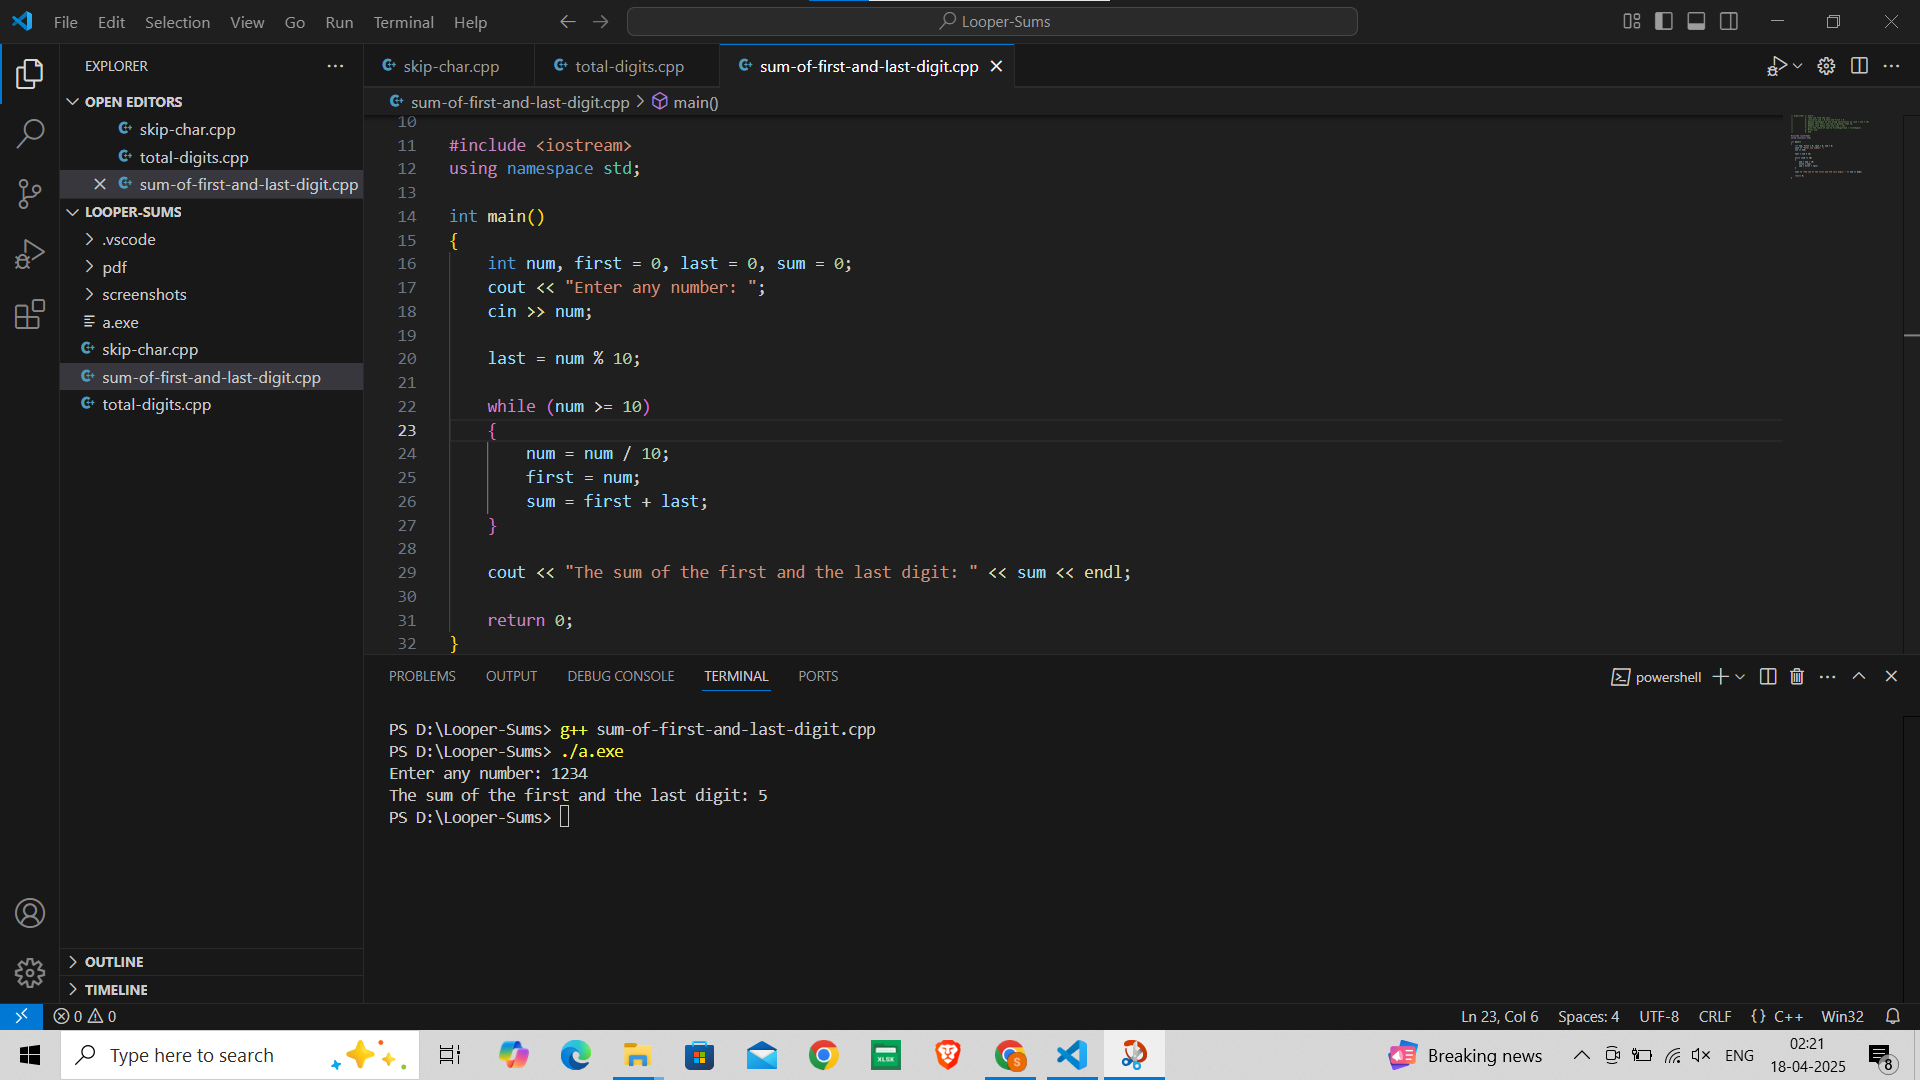 File Edit Selection View Go Run Terminal Help
Looper-Sums
EXPLORER
OPEN EDITORS
skip-char.cpp
total-digits.cpp
sum-of-first-and-last-digit.cpp
LOOPER-SUMS
.vscode
pdf
screenshots
a.exe
skip-char.cpp
sum-of-first-and-last-digit.cpp
total-digits.cpp
OUTLINE
TIMELINE
skip-char.cpp total-digits.cpp sum-of-first-and-last-digit.cpp
sum-of-first-and-last-digit.cpp > main()
10
11 #include <iostream>
12 using namespace std;
13
14 int main()
15 {
16 int num, first = 0, last = 0, sum = 0;
17 cout << "Enter any number: ";
18 cin >> num;
19
20 last = num % 10;
21
22 while (num >= 10)
23 {
24 num = num / 10;
25 first = num;
26 sum = first + last;
27 }
28
29 cout << "The sum of the first and the last digit: " << sum << endl;
30
31 return 0;
32 }
PROBLEMS OUTPUT DEBUG CONSOLE TERMINAL PORTS
powershell
PS D:\Looper-Sums> g++ sum-of-first-and-last-digit.cpp
PS D:\Looper-Sums> ./a.exe
Enter any number: 1234
The sum of the first and the last digit: 5
PS D:\Looper-Sums>
0 0 Ln 23, Col 6 Spaces: 4 UTF-8 CRLF {} C++ Win32
Type here to search
XLSK
S
Breaking news
ENG
02:21
18-04-2025
8